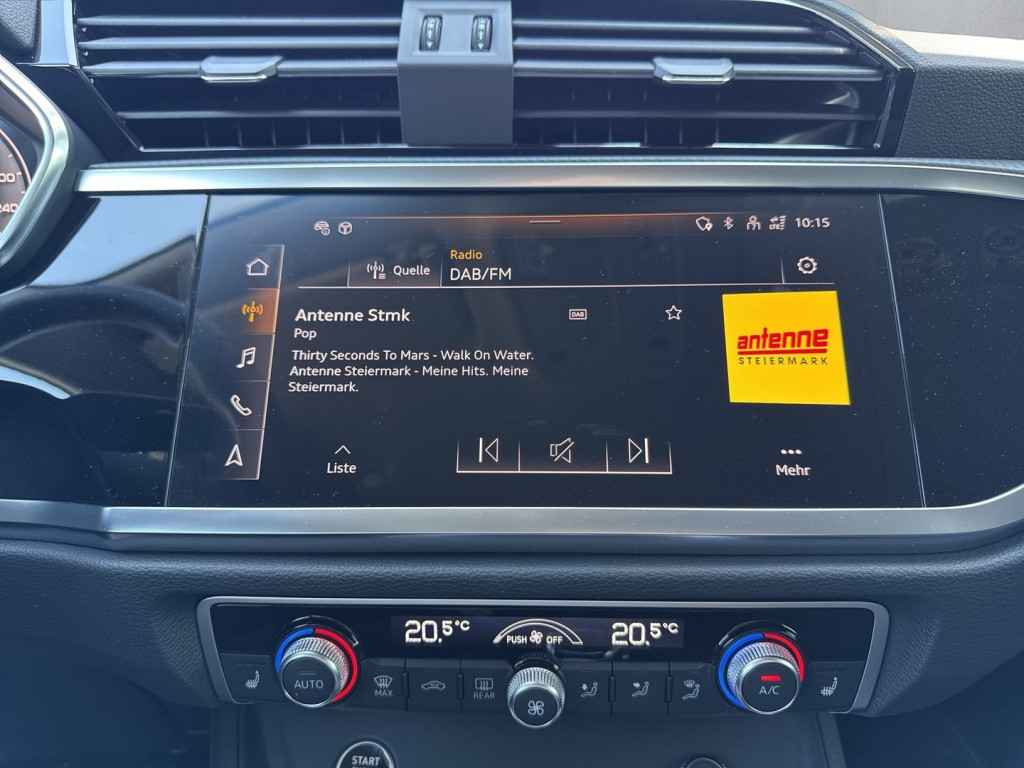 10:15
Radio
Quelle
DAB/FM
Antenne Stmk
DAB
Pop
Thirty Seconds To Mars - Walk On Water.
Antenne Steiermark - Meine Hits. Meine
Steiermark.
antenne
STEIERMARK
Liste
Mehr
240
20.5°C
PUSH OFF
20.5°C
AUTO
MAX
REAR
A/C
START